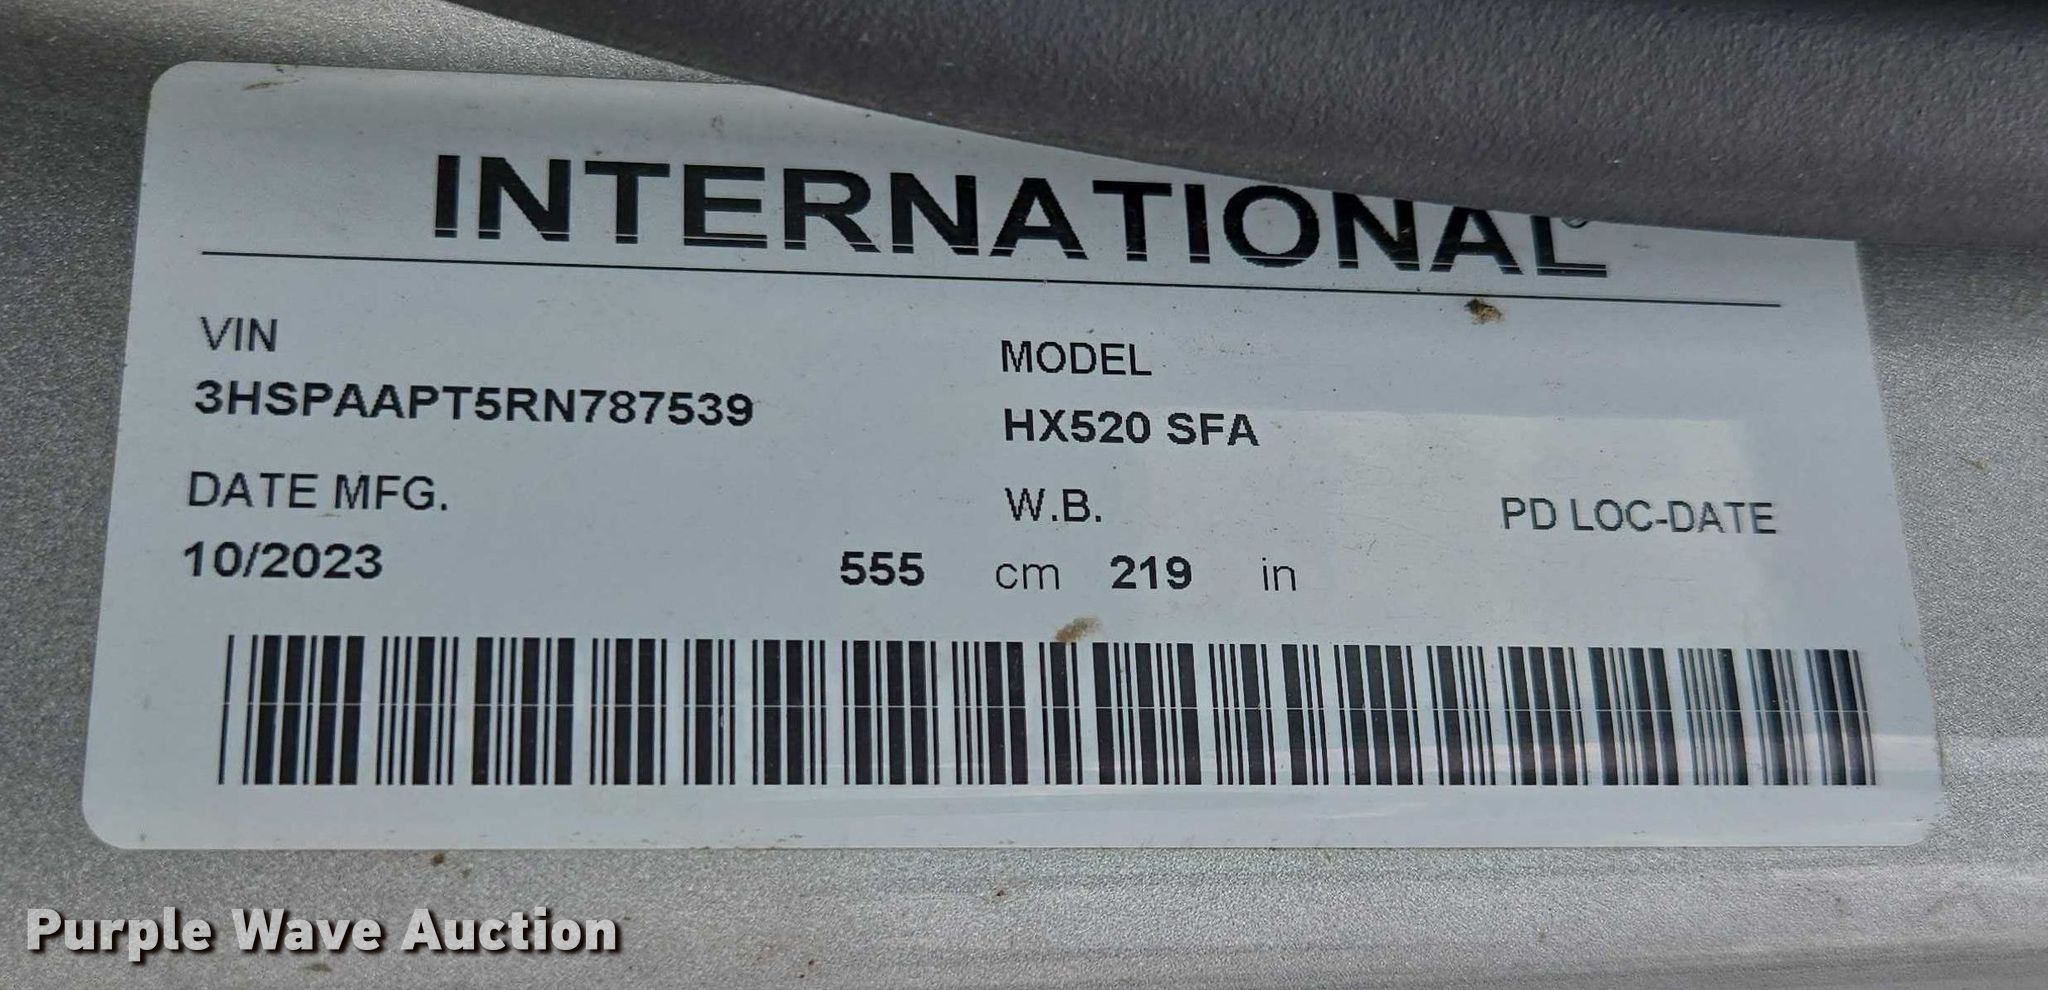 INTERNATIONAL®
VIN
3HSPAAPT5RN787539
MODEL
HX520 SFA
DATE MFG.
10/2023
W.B.
555 cm 219 in
PD LOC-DATE
Purple Wave Auction